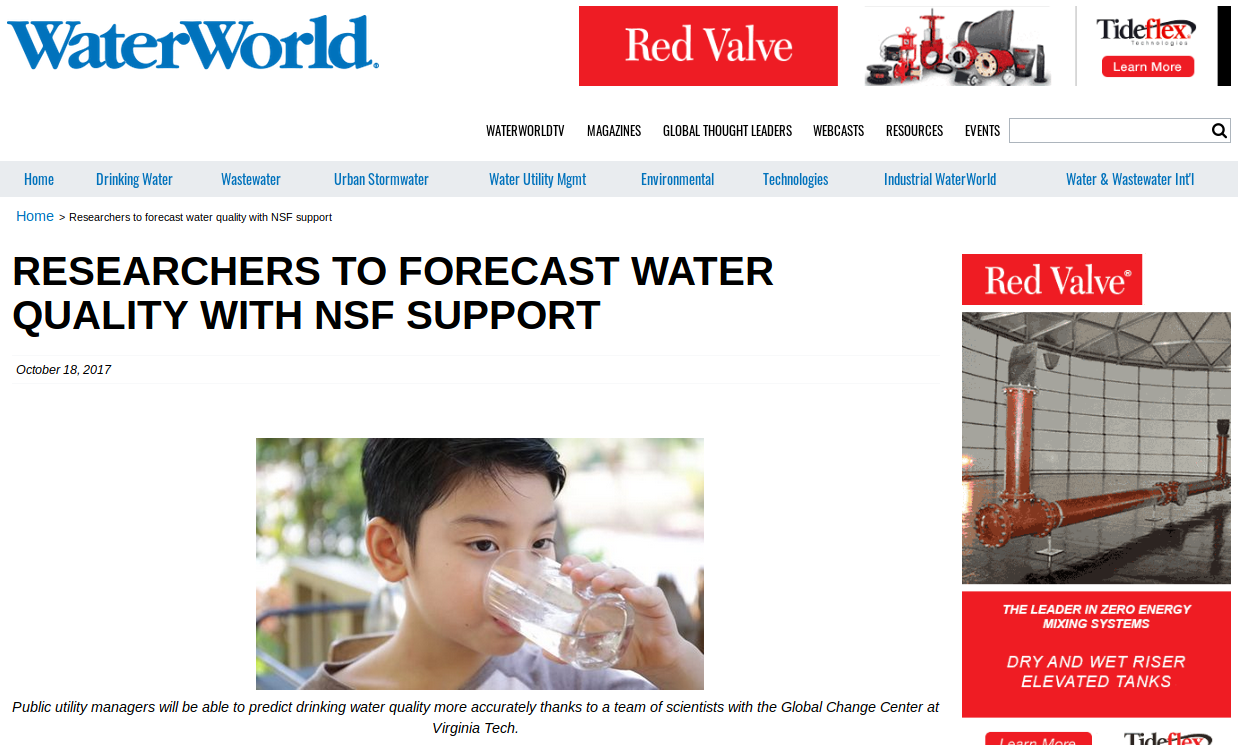 WaterWorld®
Red Valve
Tideflex
Technologies
Learn More
WATERWORLDTV MAGAZINES GLOBAL THOUGHT LEADERS WEBCASTS RESOURCES EVENTS
Home Drinking Water Wastewater Urban Stormwater Water Utility Mgmt Environmental Technologies Industrial WaterWorld Water & Wastewater Int'l
Home > Researchers to forecast water quality with NSF support
RESEARCHERS TO FORECAST WATER
QUALITY WITH NSF SUPPORT
October 18, 2017
Public utility managers will be able to predict drinking water quality more accurately thanks to a team of scientists with the Global Change Center at
Virginia Tech.
Red Valve®
THE LEADER IN ZERO ENERGY
MIXING SYSTEMS
DRY AND WET RISER
ELEVATED TANKS
Learn More
Tideflex